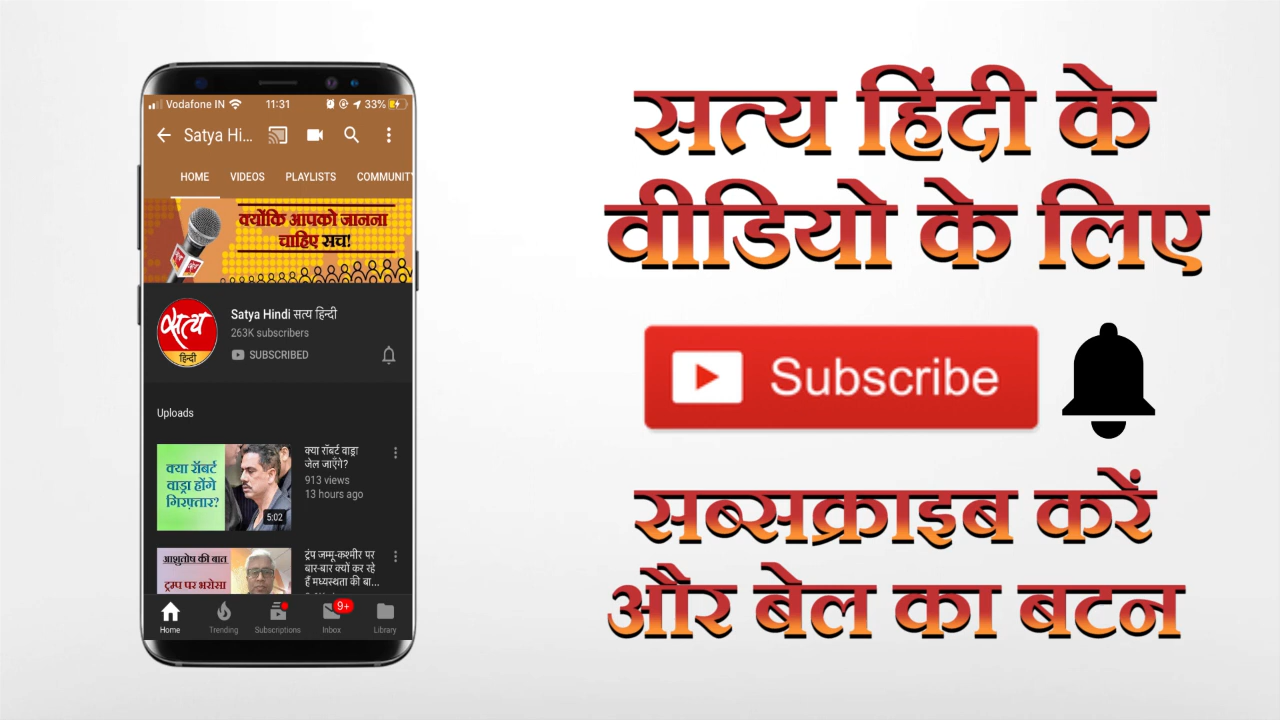 Vodafone IN 11:31 33%
Satya Hi...
HOME VIDEOS PLAYLISTS COMMUNIT
क्योंकि आपको जानना
चाहिए सच!
सत्य
हिन्दी
Satya Hindi सत्य हिन्दी
263K subscribers
SUBSCRIBED
Uploads
क्या रॉबर्ट
वाड्रा होंगे
गिरफ़्तार?
5:02
क्या रॉबर्ट वाड्रा
जेल जाएँगे?
913 views
13 hours ago
आशुतोष की बात
ट्रम्प पर भरोसा
ट्रंप जम्मू-कश्मीर पर
बार-बार क्यों कर रहे
हैं मध्यस्थता की बा...
9+
Home Trending Subscriptions Inbox Library
सत्य हिंदी के
वीडियो के लिए
Subscribe
सब्सक्राइब करें
और बेल का बटन